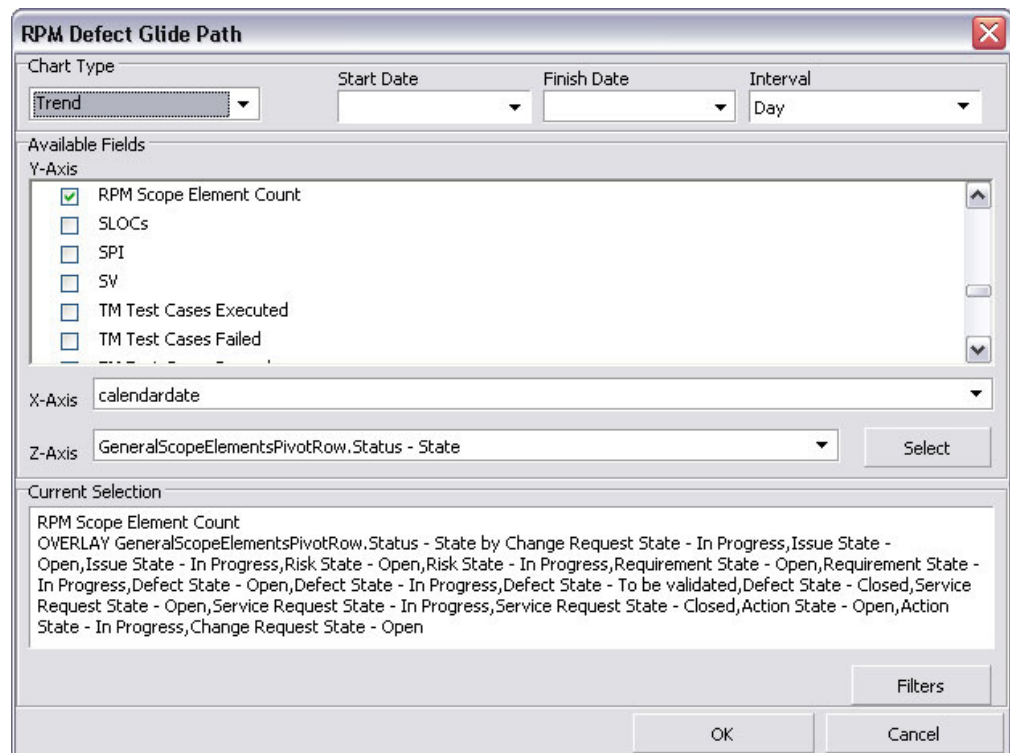 RPM Defect Glide Path
Chart Type
Start Date
Finish Date
Interval
Trend
Day
Available Fields
Y-Axis
RPM Scope Element Count
SLOCs
SPI
SV
TM Test Cases Executed
TM Test Cases Failed
X-Axis
calendardate
Z-Axis
GeneralScopeElementsPivotRow.Status - State
Select
Current Selection
RPM Scope Element Count
OVERLAY GeneralScopeElementsPivotRow.Status - State by Change Request State - In Progress,Issue State -
Open,Issue State - In Progress,Risk State - Open,Risk State - In Progress,Requirement State - Open,Requirement State -
In Progress,Defect State - Open,Defect State - In Progress,Defect State - To be validated,Defect State - Closed,Service
Request State - Open,Service Request State - In Progress,Service Request State - Closed,Action State - Open,Action
State - In Progress,Change Request State - Open
Filters
OK
Cancel